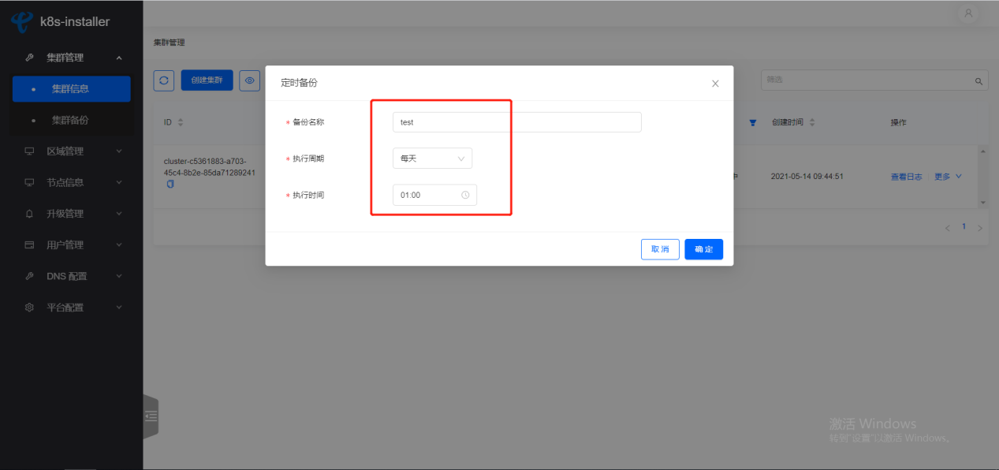 k8s-installer
集群管理
集群信息
集群备份
区域管理
节点信息
升级管理
用户管理
DNS 配置
平台配置
集群管理
创建集群
筛选
ID
创建时间
操作
cluster-c5361883-a703-
45c4-8b2e-85da71289241
中
2021-05-14 09:44:51
查看日志
更多
1
定时备份
* 备份名称
test
* 执行周期
每天
* 执行时间
01:00
取 消
确 定
激活 Windows
转到"设置"以激活 Windows。